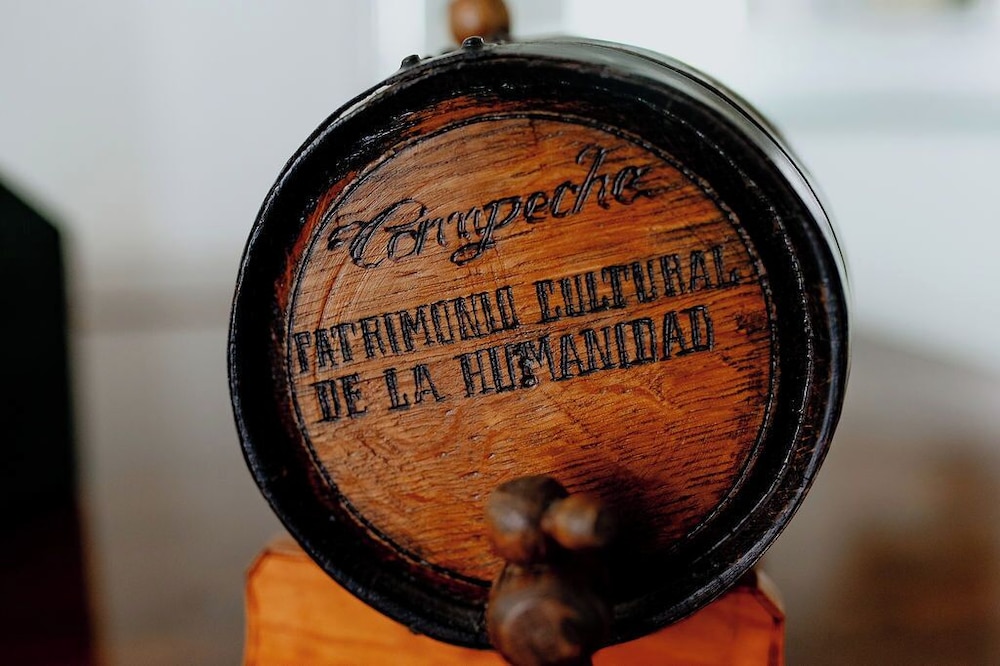 Campeche
PATRIMONIO CULTURAL
DE LA HUMANIDAD